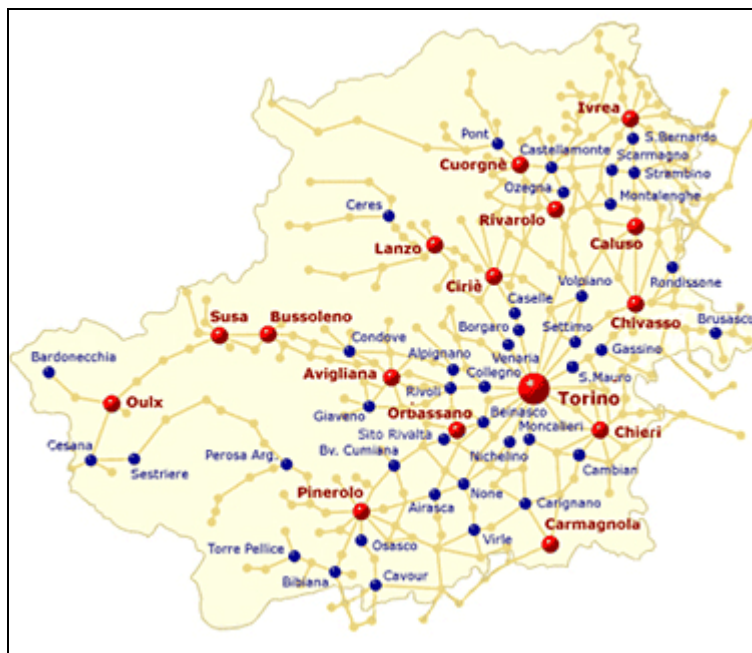 Ivrea
Pont
S.Bernardo
Castellamonte
Scarmagno
Cuorgnè
Strambino
Ozegna
Montalenghe
Ceres
Rivarolo
Caluso
Lanzo
Volpiano
Rondissone
Ciriè
Caselle
Chivasso
Brusasco
Susa
Bussoleno
Borgaro
Settimo
Condove
Venaria
Gassino
Bardonecchia
Alpignano
Collegno
S.Mauro
Avigliana
Rivoli
Torino
Oulx
Giaveno
Orbassano
Beinasco
Moncalieri
Chieri
Sito Rivalta
Cesana
Bv. Cumiana
Nichelino
Cambian
Perosa Arg.
Sestriere
Pinerolo
Airasca
None
Carignano
Carmagnola
Virle
Osasco
Torre Pellice
Bibiana
Cavour